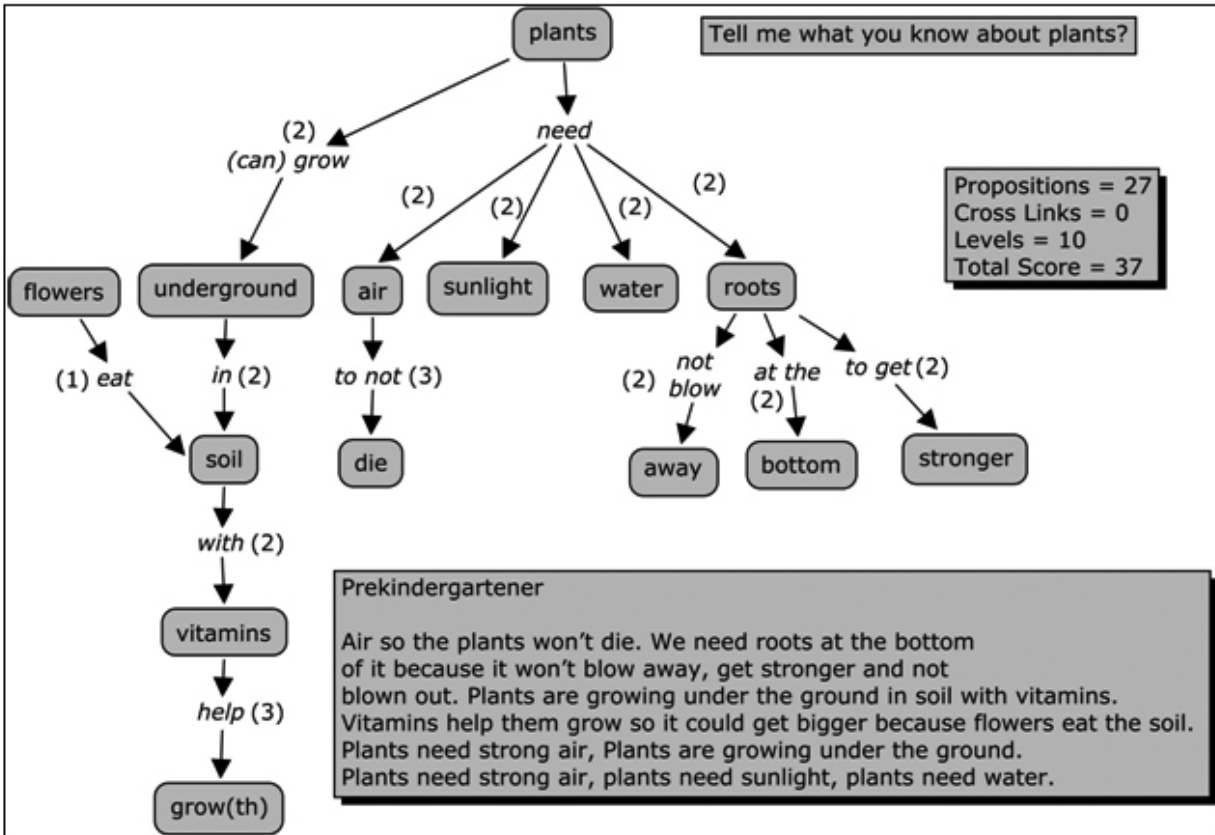 plants
Tell me what you know about plants?
(2)
(can) grow
need
(2)
(2)
(2)
(2)
Propositions = 27
Cross Links = 0
Levels = 10
Total Score = 37
flowers
underground
air
sunlight
water
roots
(1) eat
in (2)
to not (3)
(2) not
blow
at the
(2)
to get (2)
soil
die
away
bottom
stronger
with (2)
vitamins
help (3)
grow(th)
Prekindergartener
Air so the plants won't die. We need roots at the bottom
of it because it won't blow away, get stronger and not
blown out. Plants are growing under the ground in soil with vitamins.
Vitamins help them grow so it could get bigger because flowers eat the soil.
Plants need strong air, Plants are growing under the ground.
Plants need strong air, plants need sunlight, plants need water.